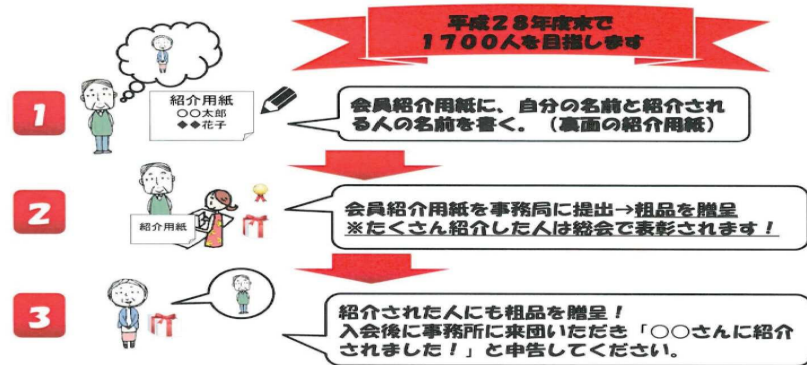 平成２８年度末で
１７００人を目指します
1
紹介用紙
○○太郎
◆◆花子
会員紹介用紙に、自分の名前と紹介され
る人の名前を書く。（裏面の紹介用紙）
2
紹介用紙
会員紹介用紙を事務局に提出→粗品を贈呈
※たくさん紹介した人は総会で表彰されます！
3
紹介された人にも粗品を贈呈！
入会後に事務所に来団いただき「○○さんに紹介
されました！」と申告してください。